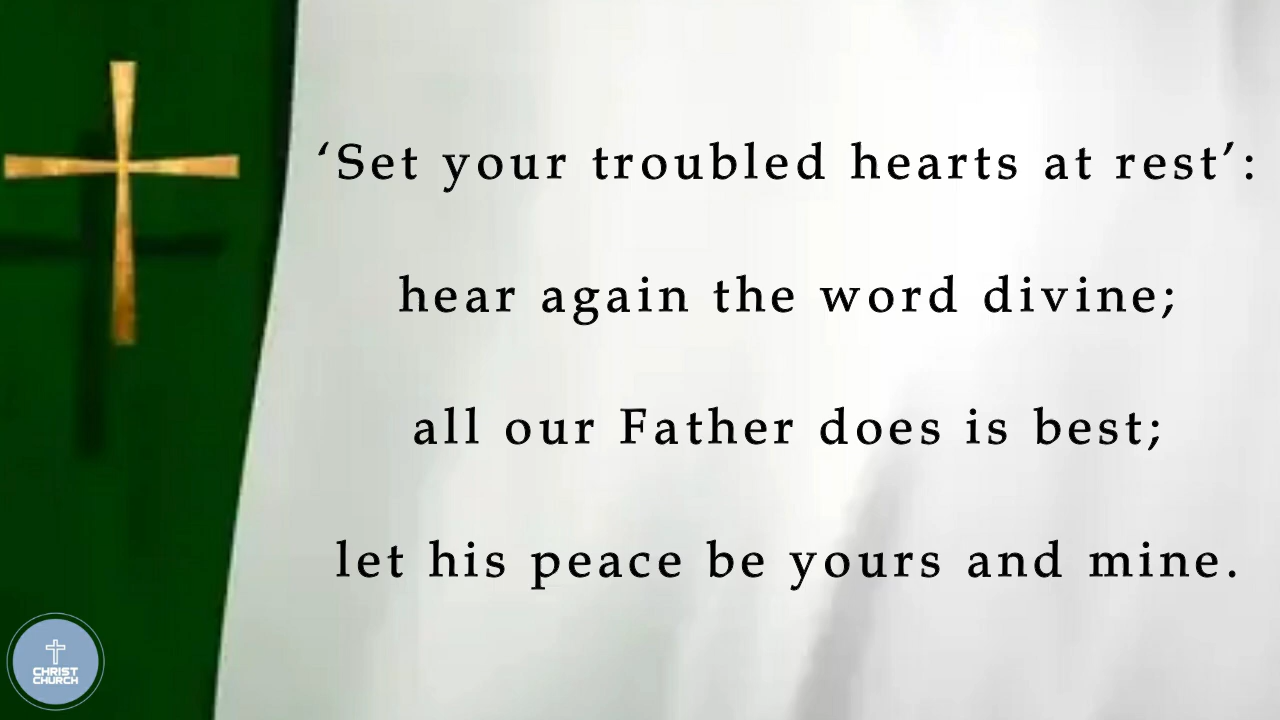 ‘Set your troubled hearts at rest’:
hear again the word divine;
all our Father does is best;
let his peace be yours and mine.
CHRIST
CHURCH